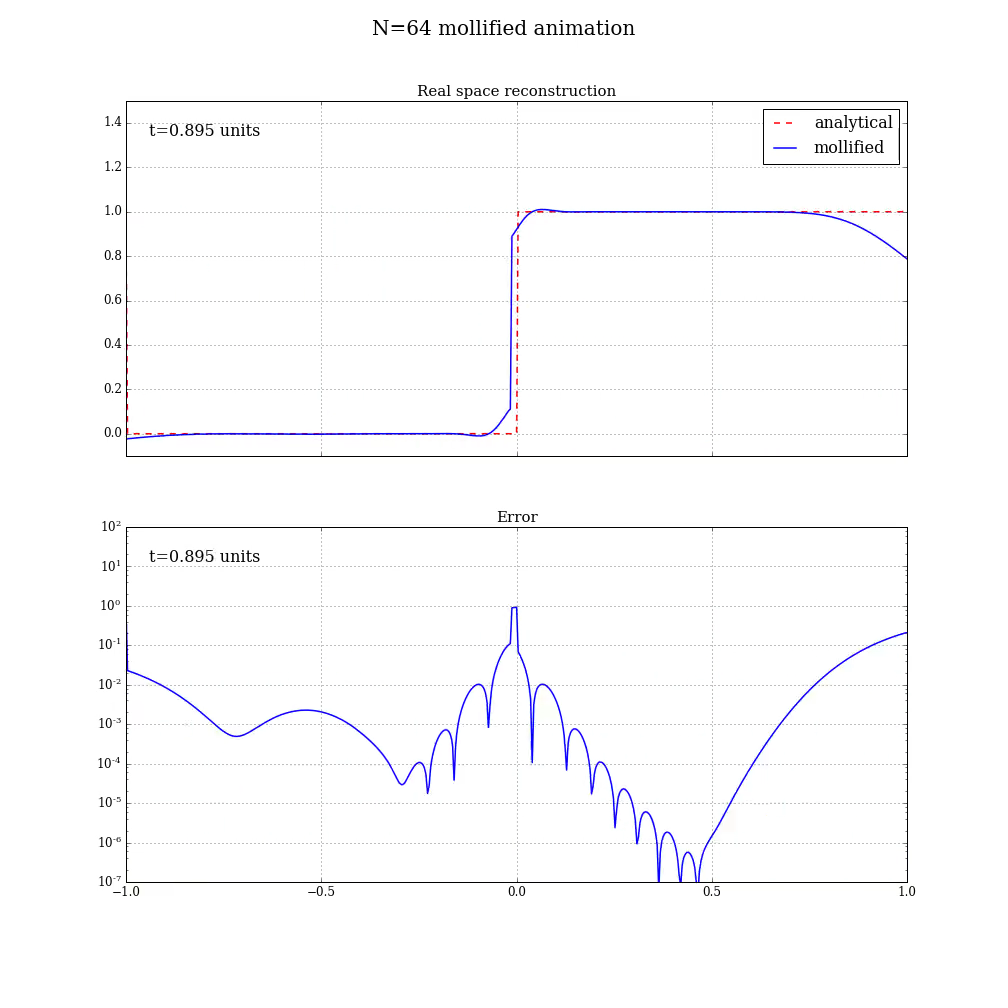 N=64 mollified animation
Real space reconstruction
t=0.895 units
analytical
mollified
1.4
1.2
1.0
0.8
0.6
0.4
0.2
0.0
Error
t=0.895 units
10²
10¹
10⁰
10⁻¹
10⁻²
10⁻³
10⁻⁴
10⁻⁵
10⁻⁶
10⁻⁷
−1.0 −0.5 0.0 0.5 1.0